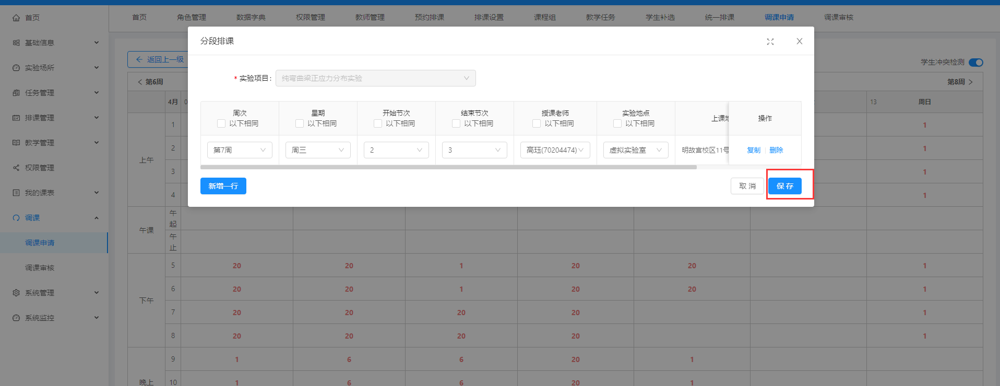 首页
基础信息
实验场所
任务管理
排课管理
教学管理
权限管理
我的课表
调课
调课申请
调课审核
系统管理
系统监控
首页 角色管理 数据字典 权限管理 教师管理 预约排课 排课设置 课程组 教学任务 学生补选 统一排课 调课申请 调课审核
返回上一级
学生冲突检测
第6周 第8周
4月 0 13 周日
分段排课
* 实验项目: 纯弯曲梁正应力分布实验
周次 星期 开始节次 结束节次 授课老师 实验地点 上课地 操作
以下相同 以下相同 以下相同 以下相同 以下相同 以下相同
第7周 周三 2 3 高珏(70204474) 虚拟实验室 明故宫校区11号 复制 删除
新增一行 取 消 保 存
上午
1 1
2 1
3 1
4 1
午课
午起
午止
下午
5 20 20 1 20 20 1
6 20 20 1 20 20 1
7 20 20 20 20 1
8 20 20 20 20 1
晚上
9 1 6 6 20 1
10 1 6 6 20 1